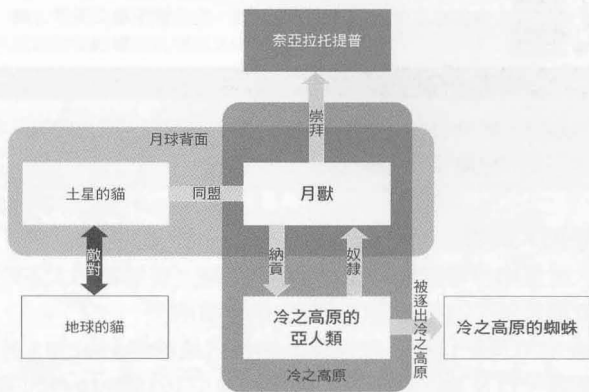 奈亞拉托提普
崇拜
月球背面
土星的貓
同盟
月獸
敵對
納貢
奴隸
地球的貓
冷之高原的
亞人類
被逐出冷之高原
冷之高原的蜘蛛
冷之高原